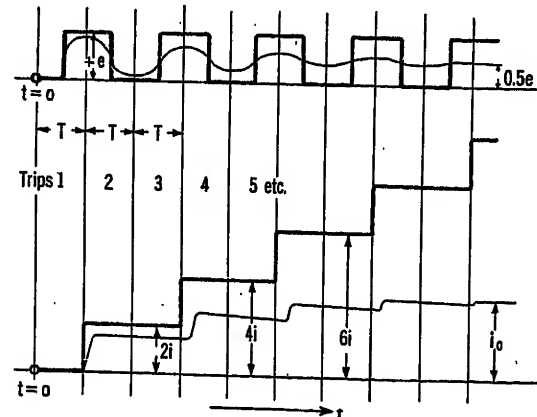 +e
0.5e
t=o
T T T
Trips 1 2 3 4 5 etc.
2i 4i 6i i₀
t=o
t